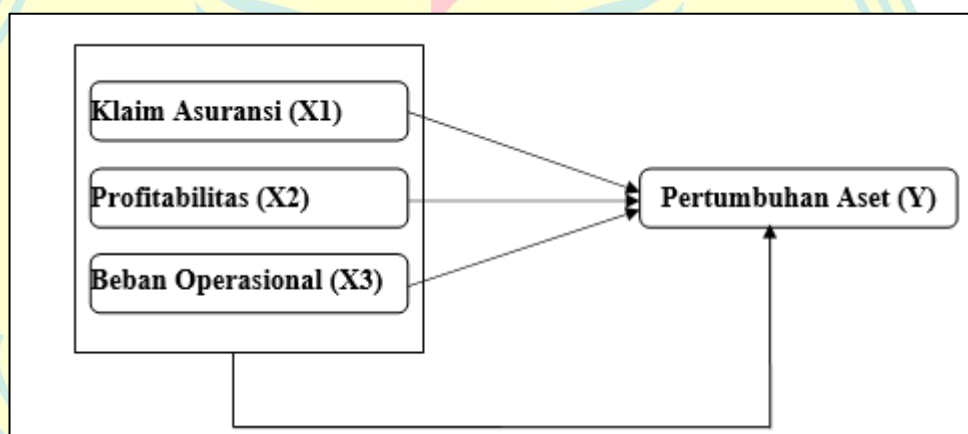 Klaim Asuransi (X1)
Profitabilitas (X2)
Beban Operasional (X3)
Pertumbuhan Aset (Y)